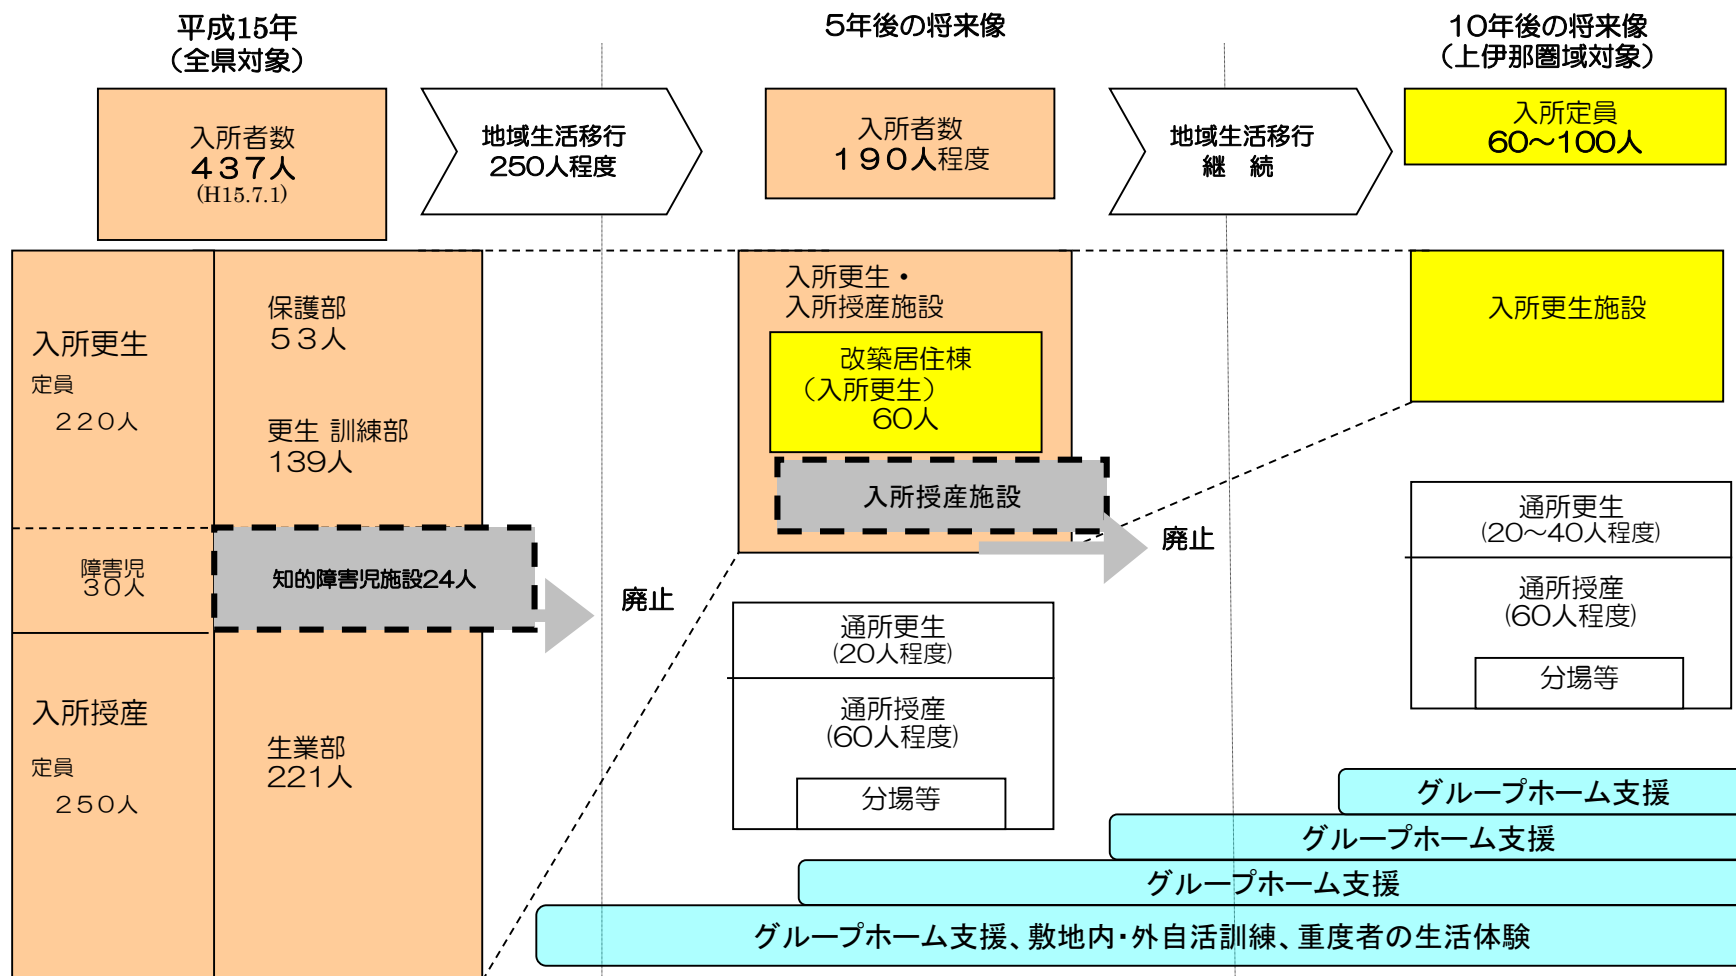 平成15年
（全県対象）
5年後の将来像
10年後の将来像
（上伊那圏域対象）
入所者数
４３７人
(H15.7.1)
地域生活移行
250人程度
入所者数
１９０人程度
地域生活移行
継　続
入所定員
60～100人
入所更生
定員
２２０人
保護部
５３人
更生 訓練部
139人
障害児
３０人
知的障害児施設24人
廃止
入所授産
定員
２５０人
生業部
221人
入所更生・
入所授産施設
改築居住棟
（入所更生）
60人
入所授産施設
廃止
通所更生
(20人程度)
通所授産
(60人程度)
分場等
入所更生施設
通所更生
(20～40人程度)
通所授産
(60人程度)
分場等
グループホーム支援
グループホーム支援
グループホーム支援
グループホーム支援、敷地内・外自活訓練、重度者の生活体験